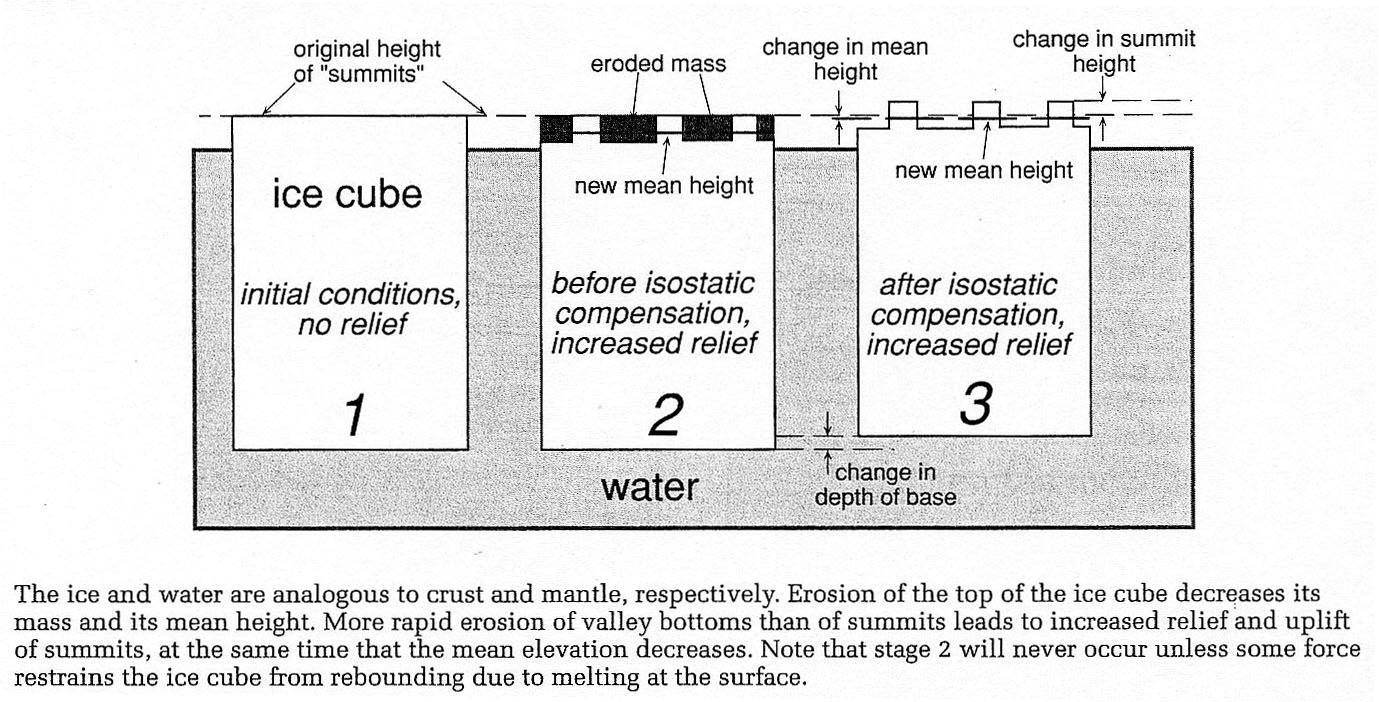 original height
of "summits"
eroded mass
change in mean
height
change in summit
height
new mean height
new mean height
ice cube
initial conditions,
no relief
1
before isostatic
compensation,
increased relief
2
after isostatic
compensation,
increased relief
3
change in
depth of base
water
The ice and water are analogous to crust and mantle, respectively. Erosion of the top of the ice cube decreases its
mass and its mean height. More rapid erosion of valley bottoms than of summits leads to increased relief and uplift
of summits, at the same time that the mean elevation decreases. Note that stage 2 will never occur unless some force
restrains the ice cube from rebounding due to melting at the surface.